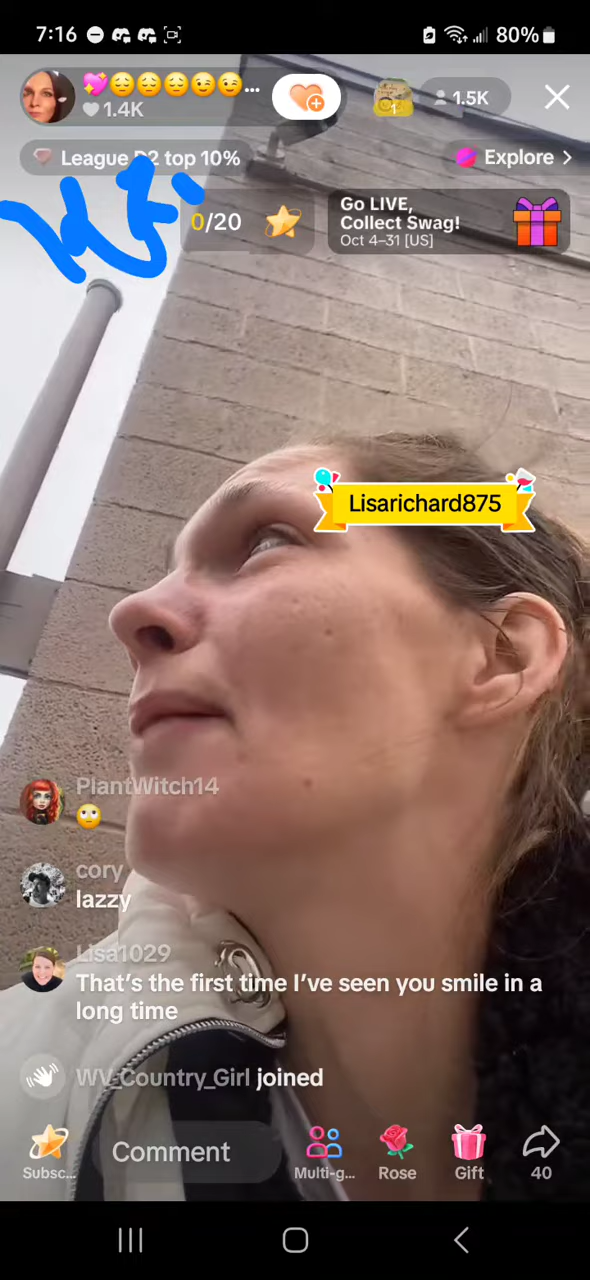 7:16
80%
1.4K
1
1.5K
League D2 top 10%
Explore
0/20
Go LIVE,
Collect Swag!
Oct 4–31 [US]
Lisarichard875
PlantWitch14
cory
lazzy
Lisa1029
That's the first time I've seen you smile in a
long time
WV_Country_Girl joined
Subsc...
Comment
Multi-g...
Rose
Gift
40